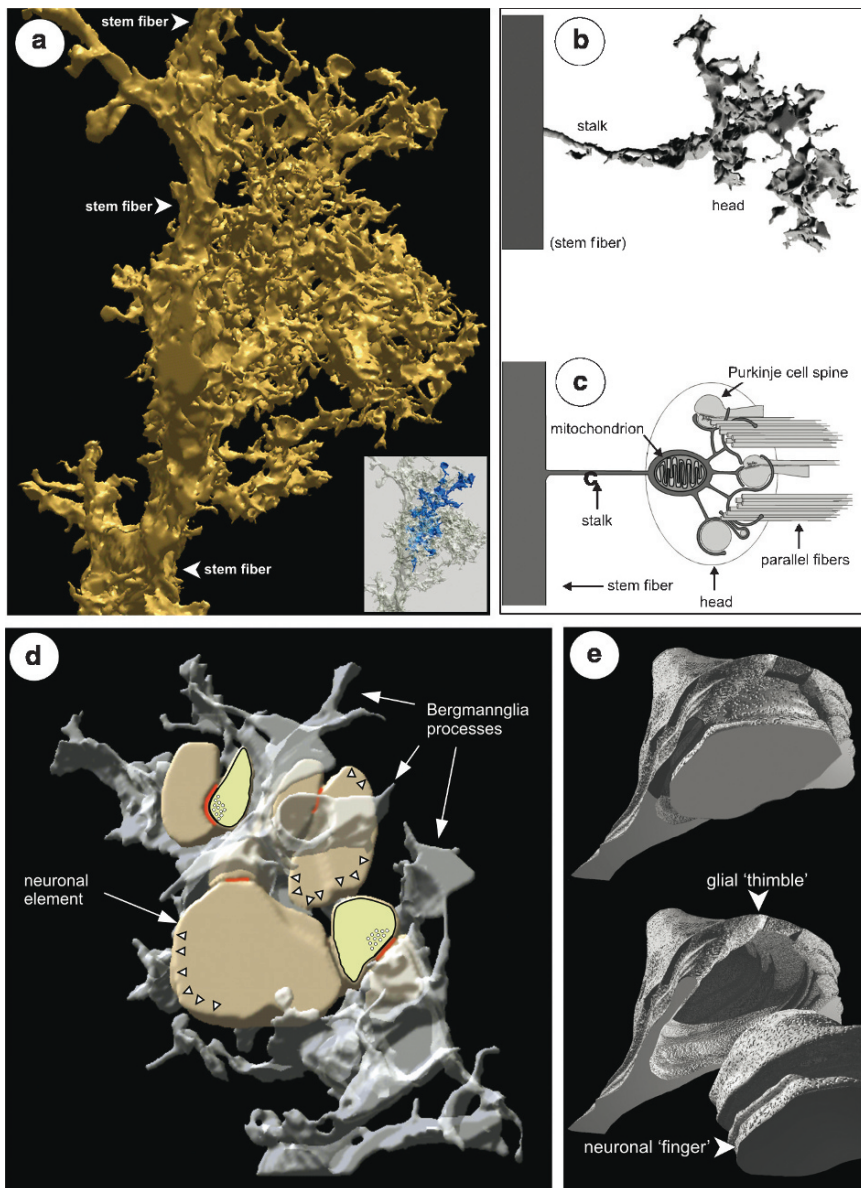 a
stem fiber
stem fiber
stem fiber
b
stalk
head
(stem fiber)
c
Purkinje cell spine
mitochondrion
stalk
parallel fibers
stem fiber
head
d
Bergmannglia
processes
neuronal
element
e
glial ‘thimble’
neuronal ‘finger’